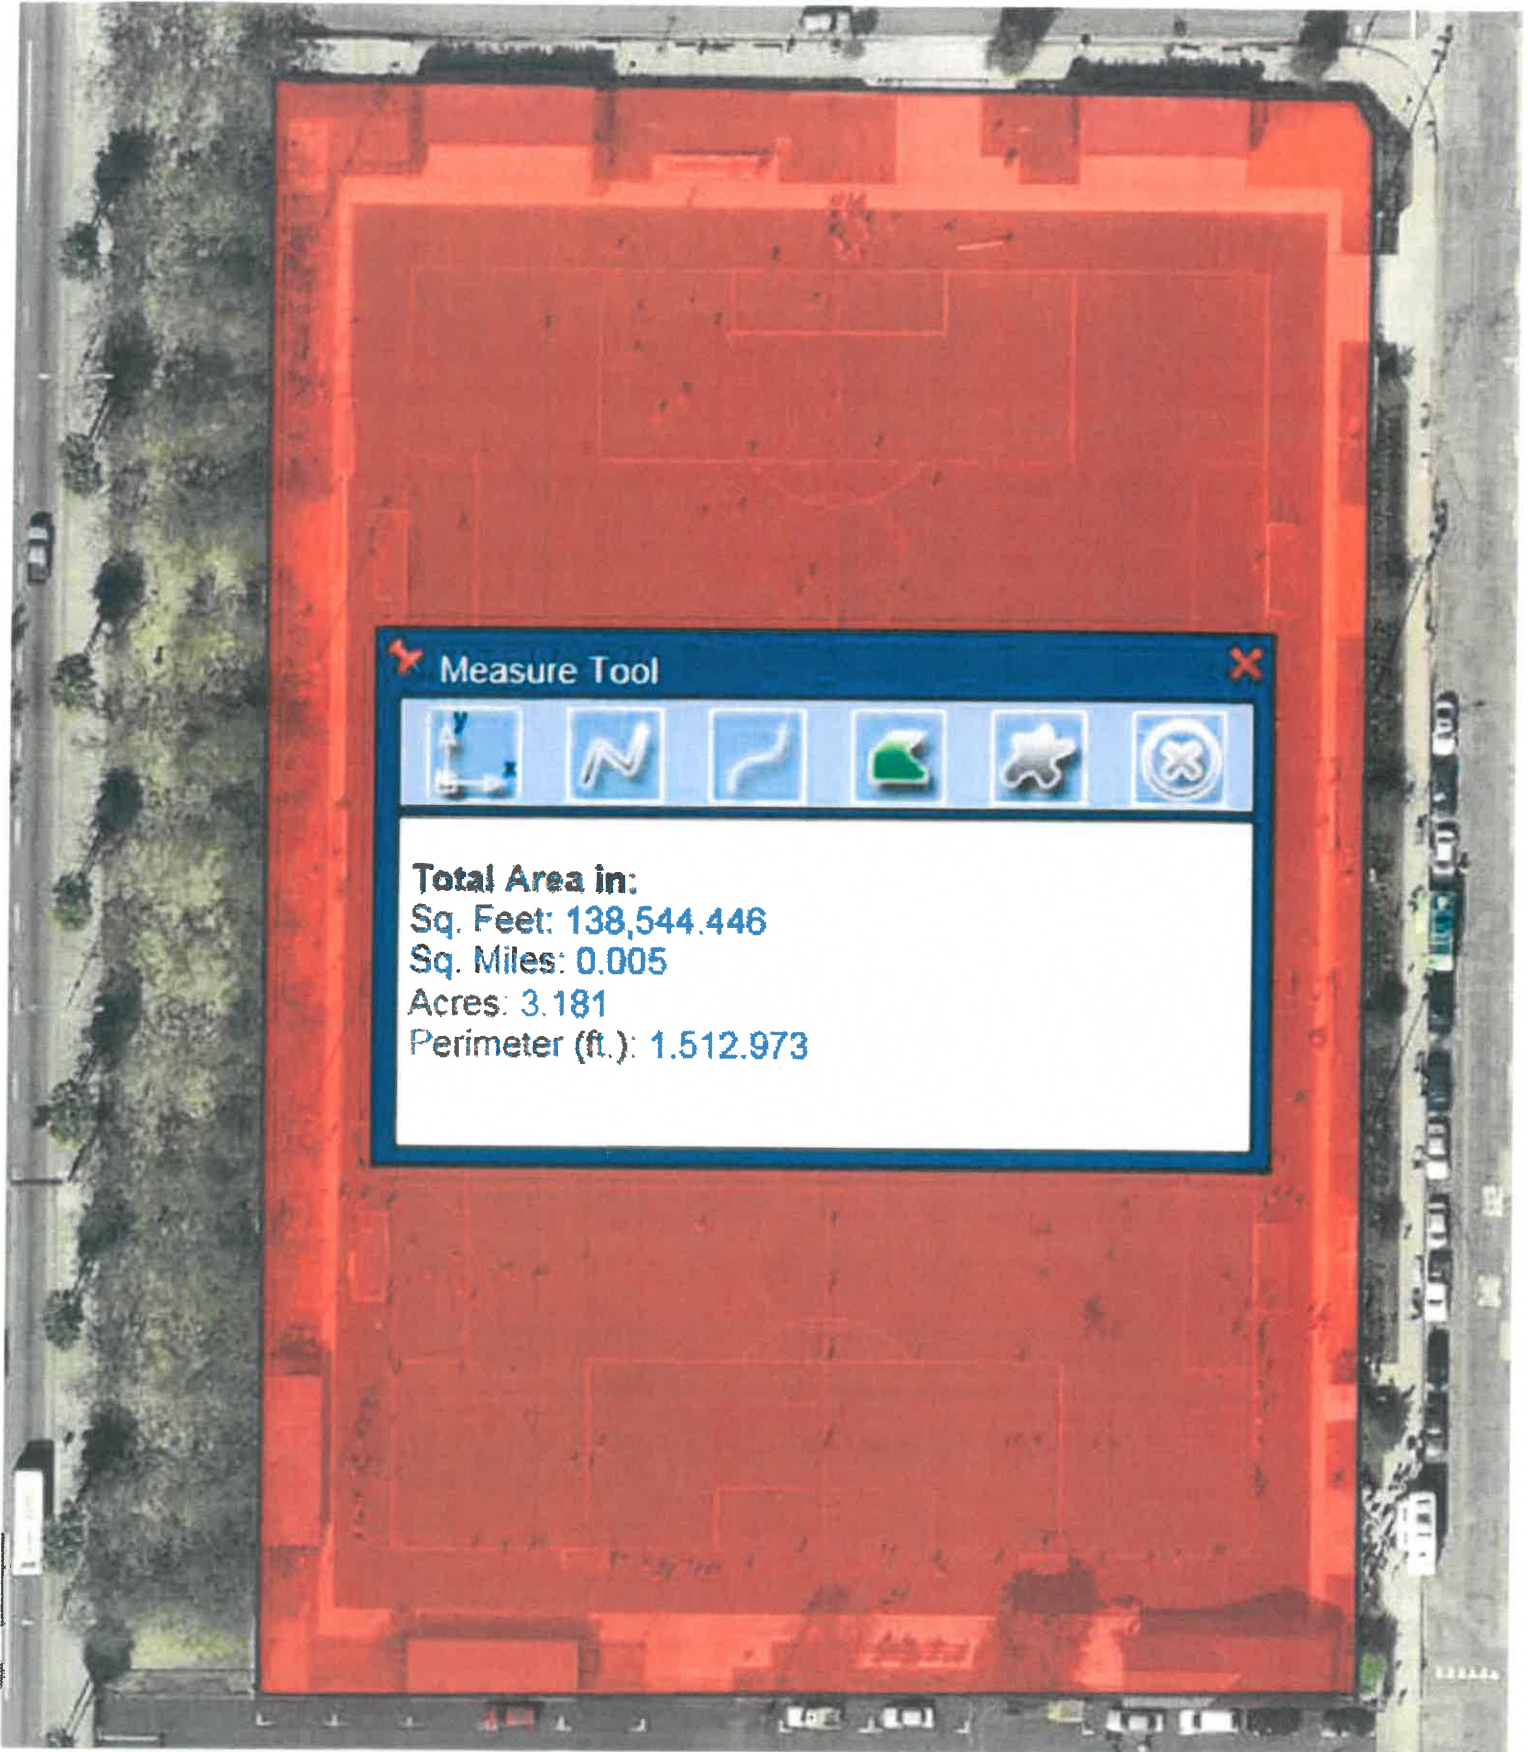 Measure Tool
y
x
Total Area in:
Sq. Feet: 138,544.446
Sq. Miles: 0.005
Acres: 3.181
Perimeter (ft.): 1.512.973